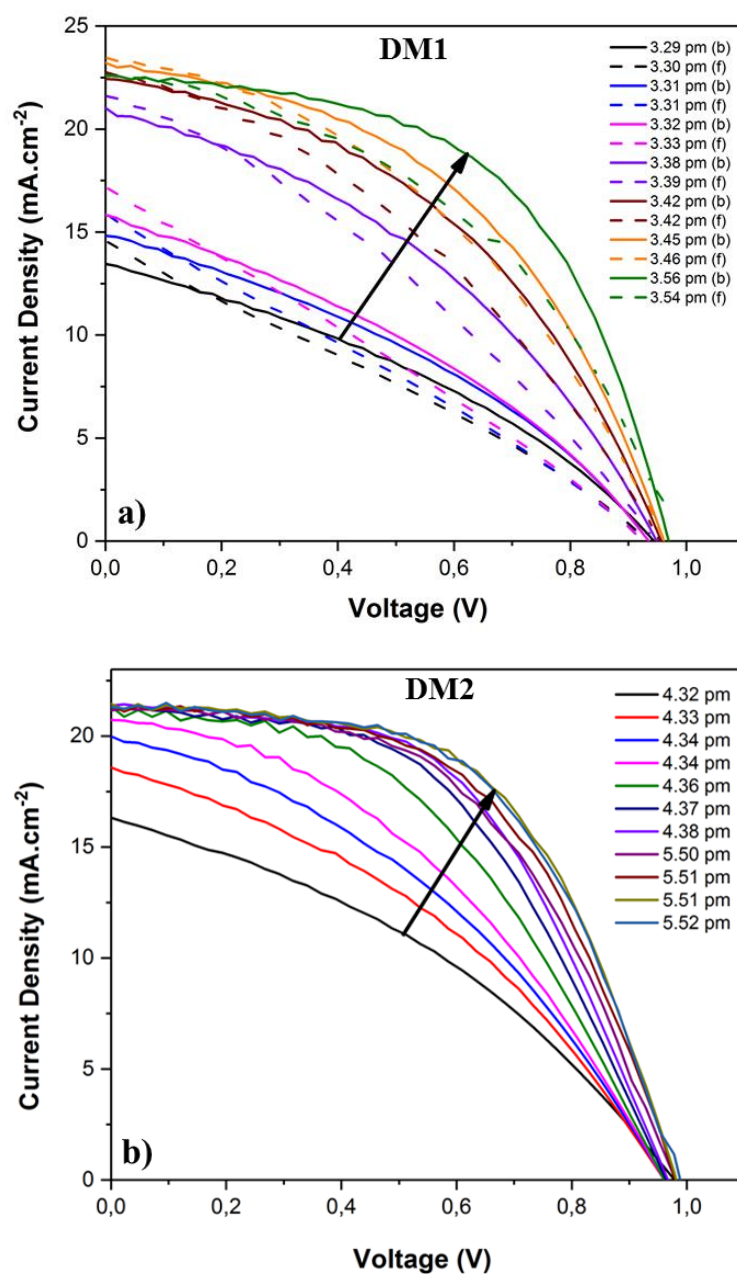 DM1
25
20
15
10
5
0
Current Density (mA.cm⁻²)
3.29 pm (b)
3.30 pm (f)
3.31 pm (b)
3.31 pm (f)
3.32 pm (b)
3.33 pm (f)
3.38 pm (b)
3.39 pm (f)
3.42 pm (b)
3.42 pm (f)
3.45 pm (b)
3.46 pm (f)
3.56 pm (b)
3.54 pm (f)
a)
0,0 0,2 0,4 0,6 0,8 1,0
Voltage (V)
DM2
20
15
10
5
0
Current Density (mA.cm⁻²)
4.32 pm
4.33 pm
4.34 pm
4.34 pm
4.36 pm
4.37 pm
4.38 pm
5.50 pm
5.51 pm
5.51 pm
5.52 pm
b)
0,0 0,2 0,4 0,6 0,8 1,0
Voltage (V)